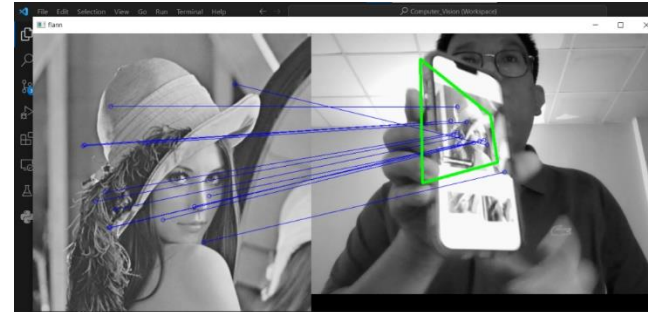 File Edit Selection View Go Run Terminal Help
Computer_Vision (Workspace)
flann